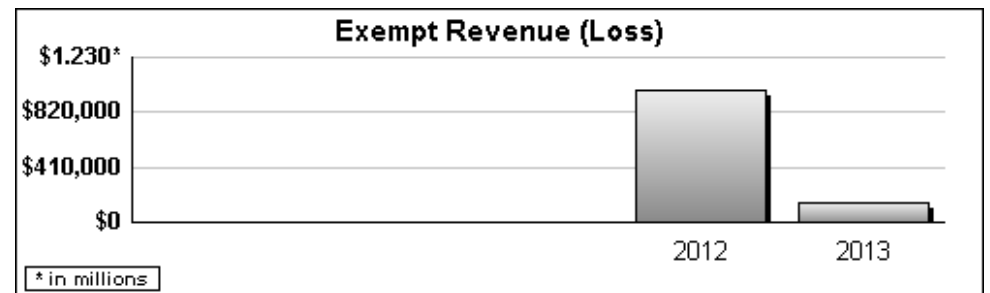 Exempt Revenue (Loss)
$1.230*
$820,000
$410,000
$0
2012 2013
* in millions